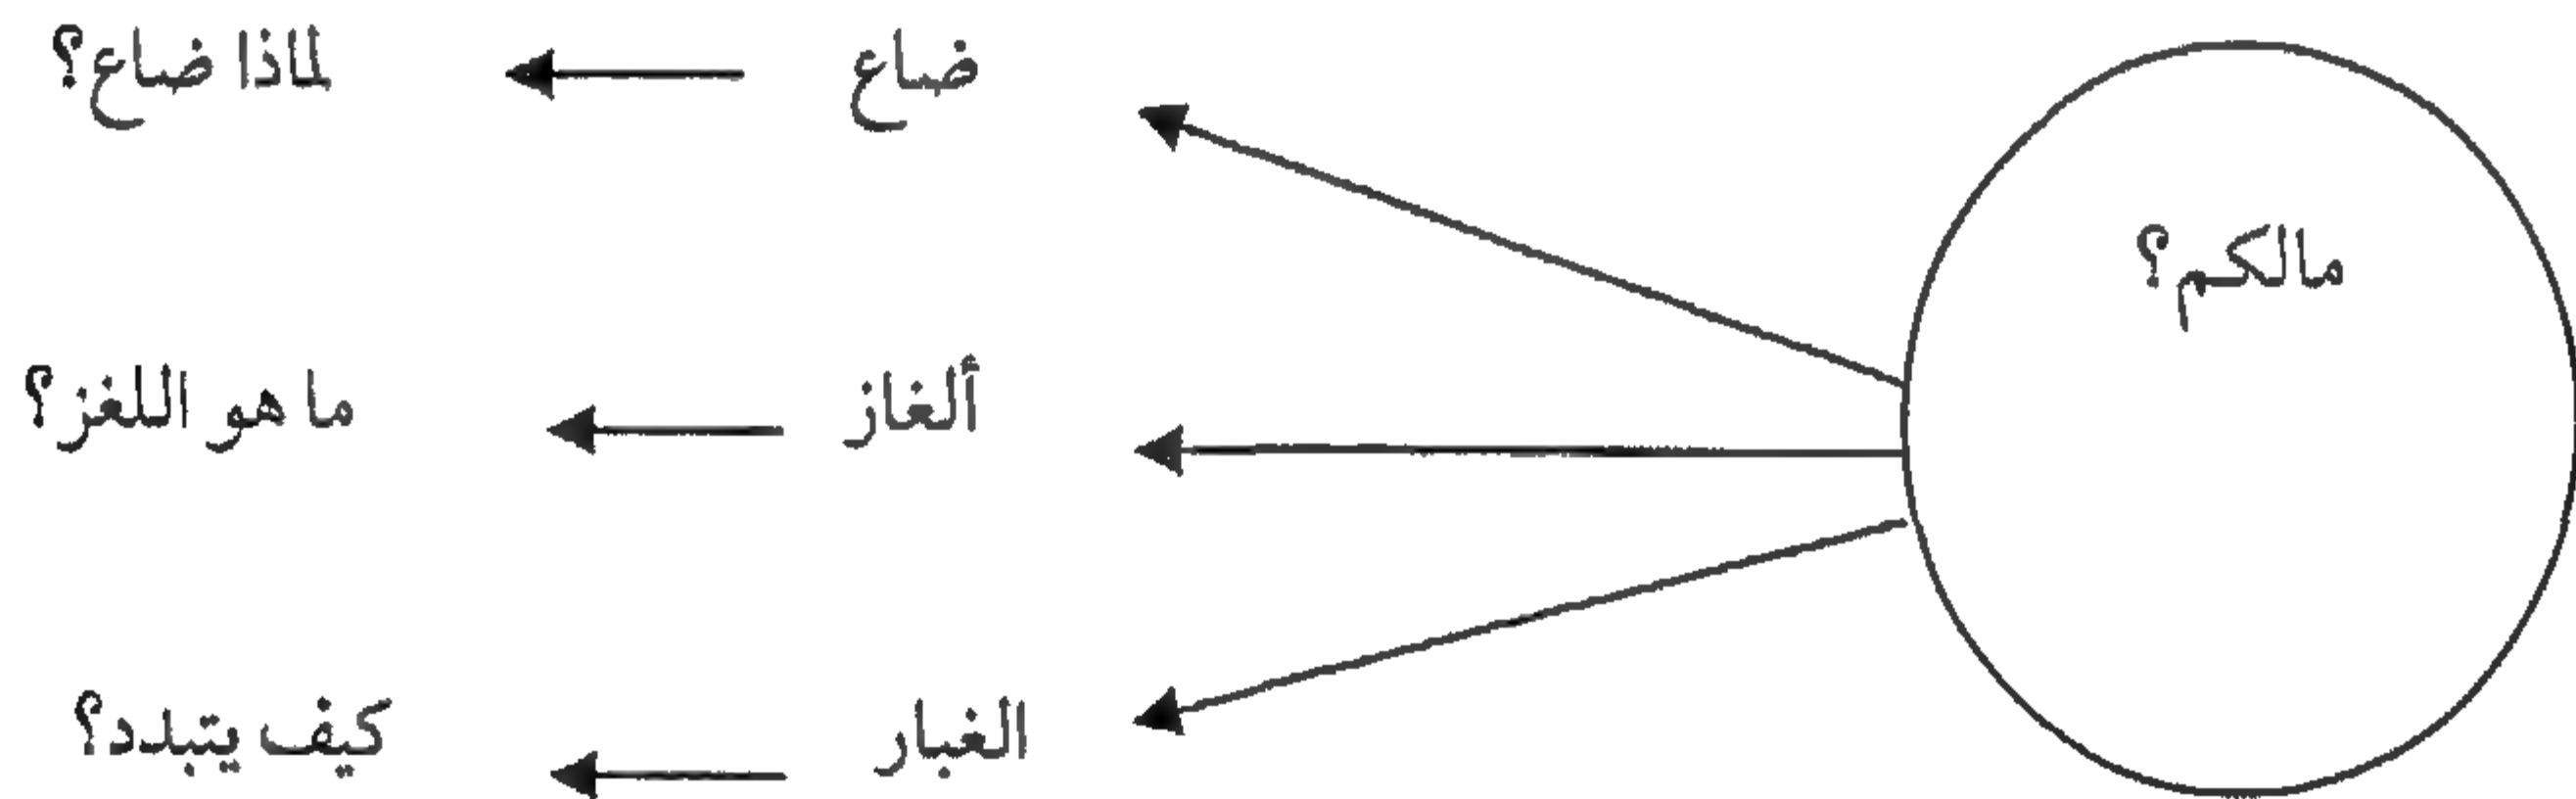 مالكم؟
ضاع
لماذا ضاع؟
ألغاز
ما هو اللغز؟
الغبار
كيف يتبدد؟